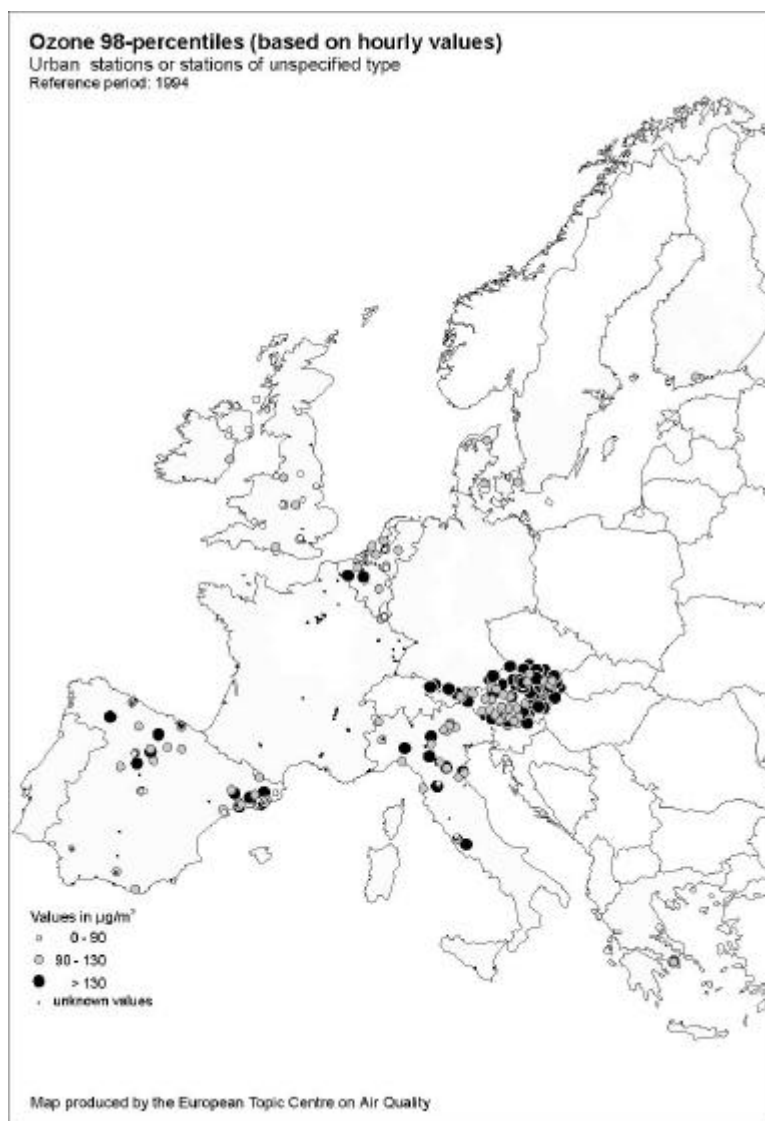 Ozone 98-percentiles (based on hourly values)
Urban stations or stations of unspecified type
Reference period: 1994
Values in µg/m³
0 - 90
90 - 130
> 130
unknown values
Map produced by the European Topic Centre on Air Quality